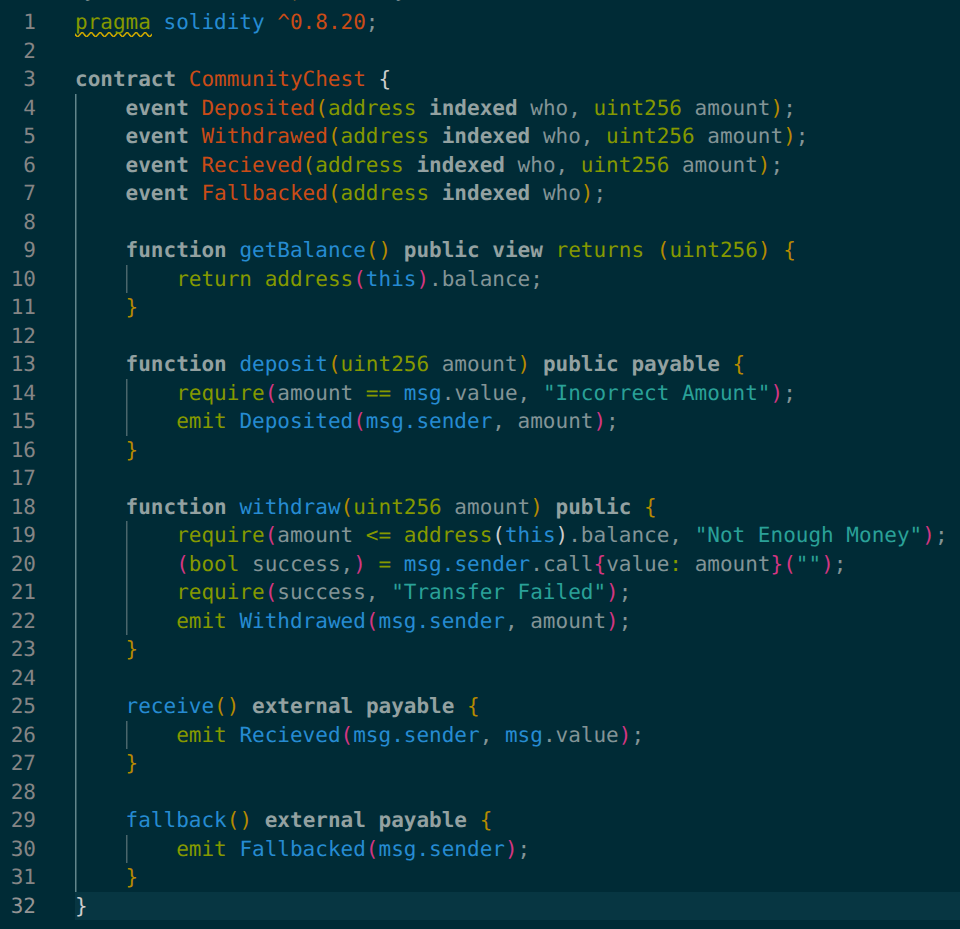 1 pragma solidity ^0.8.20;
2
3 contract CommunityChest {
4     event Deposited(address indexed who, uint256 amount);
5     event Withdrawed(address indexed who, uint256 amount);
6     event Recieved(address indexed who, uint256 amount);
7     event Fallbacked(address indexed who);
8
9     function getBalance() public view returns (uint256) {
10         return address(this).balance;
11     }
12
13     function deposit(uint256 amount) public payable {
14         require(amount == msg.value, "Incorrect Amount");
15         emit Deposited(msg.sender, amount);
16     }
17
18     function withdraw(uint256 amount) public {
19         require(amount <= address(this).balance, "Not Enough Money");
20         (bool success,) = msg.sender.call{value: amount}("");
21         require(success, "Transfer Failed");
22         emit Withdrawed(msg.sender, amount);
23     }
24
25     receive() external payable {
26         emit Recieved(msg.sender, msg.value);
27     }
28
29     fallback() external payable {
30         emit Fallbacked(msg.sender);
31     }
32 }